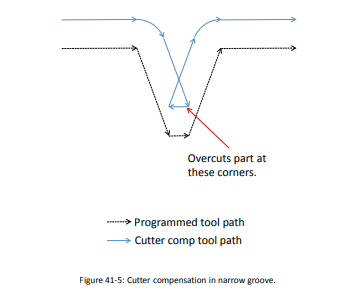 Overcuts part at
these corners.
Programmed tool path
Cutter comp tool path
Figure 41-5: Cutter compensation in narrow groove.